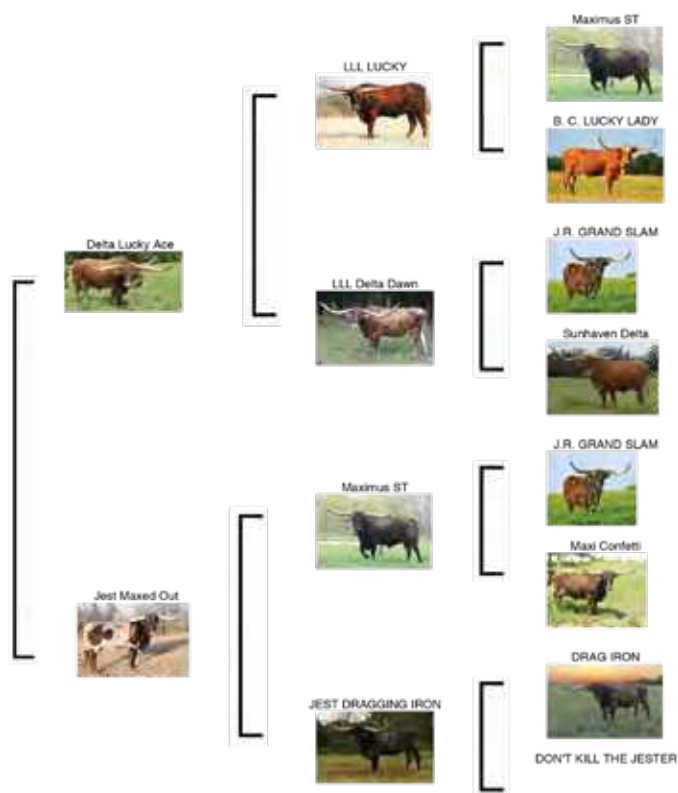 Maximus ST
LLL LUCKY
B. C. LUCKY LADY
Delta Lucky Ace
J.R. GRAND SLAM
LLL Delta Dawn
Sunhaven Delta
J.R. GRAND SLAM
Maximus ST
Maxi Confetti
Jest Maxed Out
DRAG IRON
JEST DRAGGING IRON
DON'T KILL THE JESTER